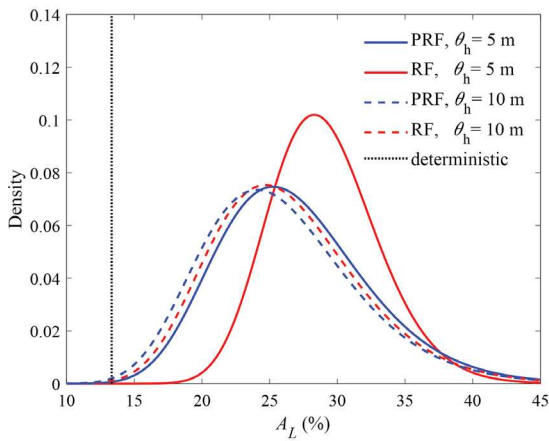 0.14
0.12
0.1
0.08
0.06
0.04
0.02
0
Density
PRF, θh = 5 m
RF, θh = 5 m
PRF, θh = 10 m
RF, θh = 10 m
deterministic
10 15 20 25 30 35 40 45
AL (%)